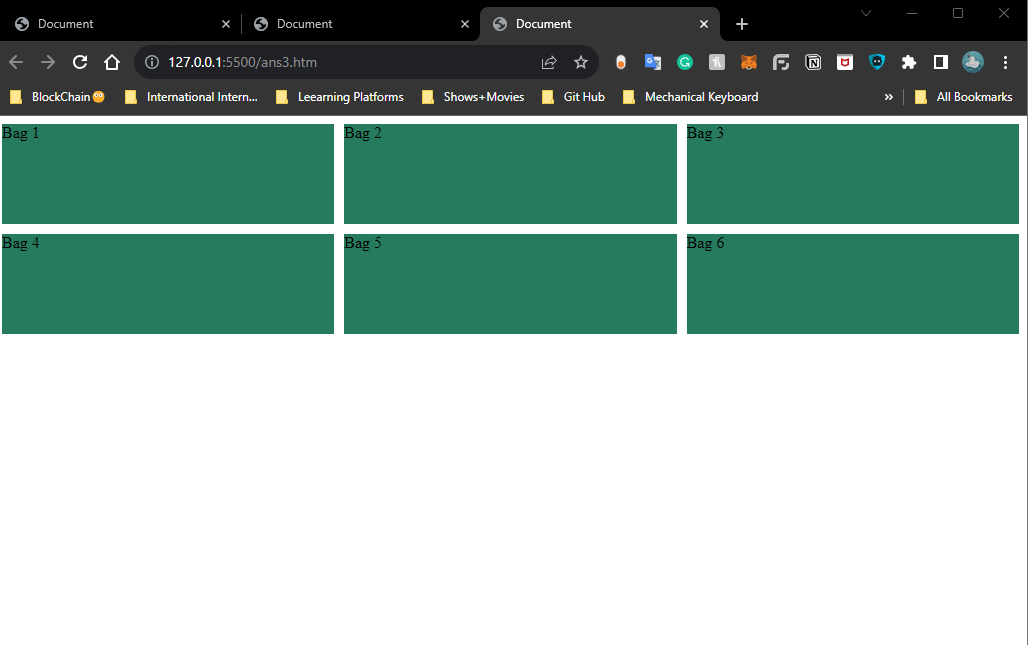 Document
Document
Document
127.0.0.1:5500/ans3.htm
BlockChain
International Intern...
Leearning Platforms
Shows+Movies
Git Hub
Mechanical Keyboard
»
All Bookmarks
Bag 1
Bag 2
Bag 3
Bag 4
Bag 5
Bag 6